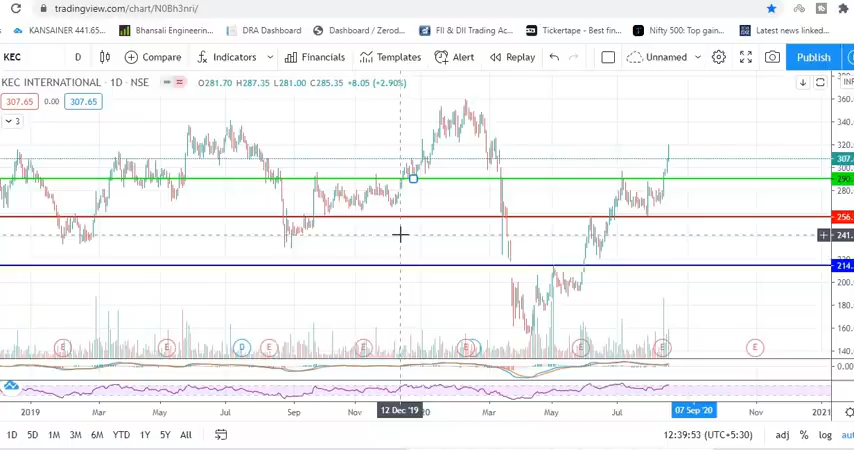 tradingview.com/chart/N08h3nri/
KANSAINER 441.65... Bhansali Engineering... DRA Dashboard Dashboard / Zerod... FII & DII Trading Ac... Tickertape - Best fin... Nifty 500: Top gain... Latest news linked...
KEC D Compare Indicators Financials Templates Alert Replay Unnamed Publish
KEC INTERNATIONAL · 1D · NSE O281.70 H287.35 L281.00 C285.35 +8.05 (+2.90%)
307.65 0.00 307.65
3
360.
340.
320.
307.
290.
256.
241.
214.
180.
160.
140.
0.00
E E D E E E E E E
2019 Mar May Jul Sep Nov 12 Dec '19 20 Mar May Jul 07 Sep '20 Nov 2021
1D 5D 1M 3M 6M YTD 1Y 5Y All 12:39:53 (UTC+5:30) adj % log aut